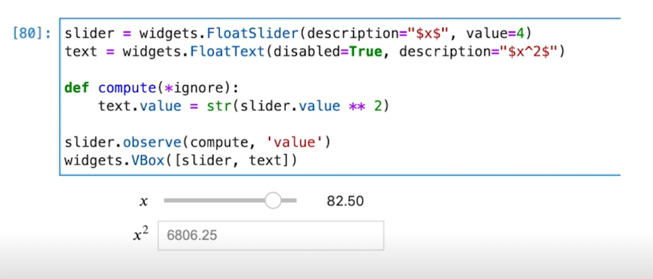 [80]: slider = widgets.FloatSlider(description="$x$", value=4)
text = widgets.FloatText(disabled=True, description="$x^2$")
def compute(*ignore):
    text.value = str(slider.value ** 2)
slider.observe(compute, 'value')
widgets.VBox([slider, text])
x 82.50
x² 6806.25